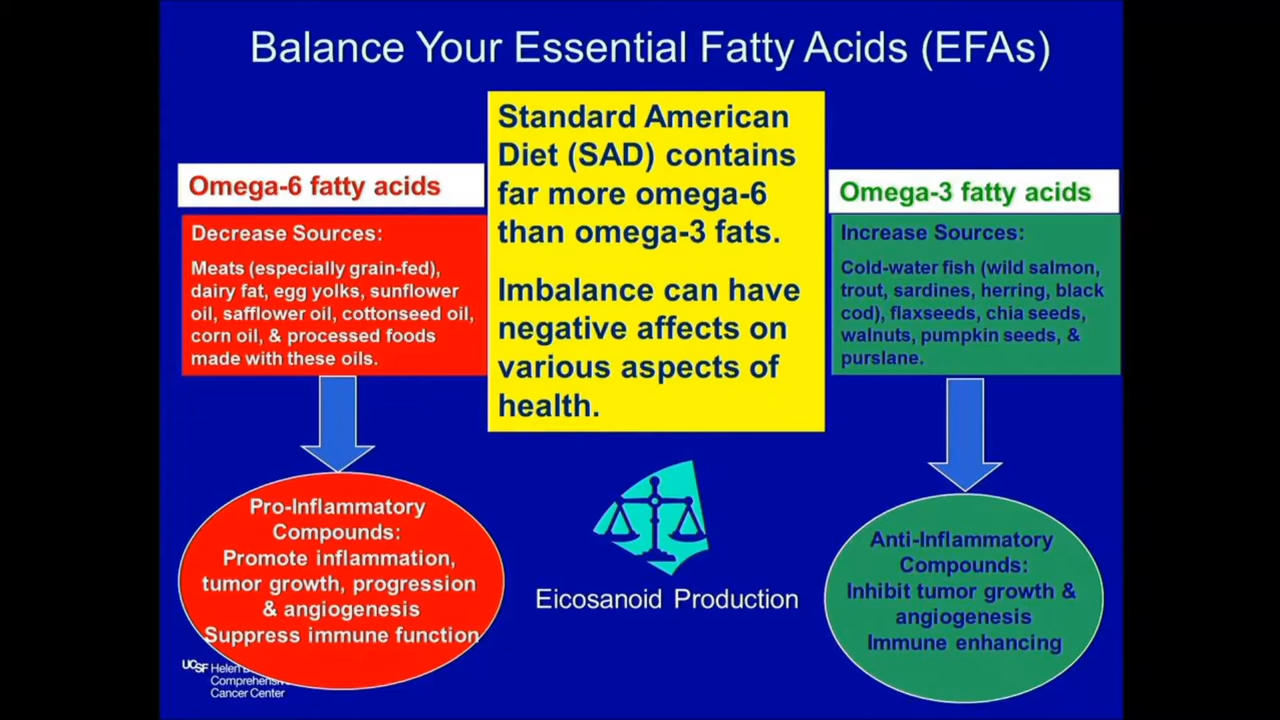 Balance Your Essential Fatty Acids (EFAs)
Standard American
Diet (SAD) contains
far more omega-6
than omega-3 fats.
Imbalance can have
negative affects on
various aspects of
health.
Omega-6 fatty acids
Decrease Sources:
Meats (especially grain-fed),
dairy fat, egg yolks, sunflower
oil, safflower oil, cottonseed oil,
corn oil, & processed foods
made with these oils.
Omega-3 fatty acids
Increase Sources:
Cold-water fish (wild salmon,
trout, sardines, herring, black
cod), flaxseeds, chia seeds,
walnuts, pumpkin seeds, &
purslane.
Pro-Inflammatory
Compounds:
Promote inflammation,
tumor growth, progression
& angiogenesis
Suppress immune function
Eicosanoid Production
Anti-Inflammatory
Compounds:
Inhibit tumor growth &
angiogenesis
Immune enhancing
UCSF Helen
Comprehensive
Cancer Center